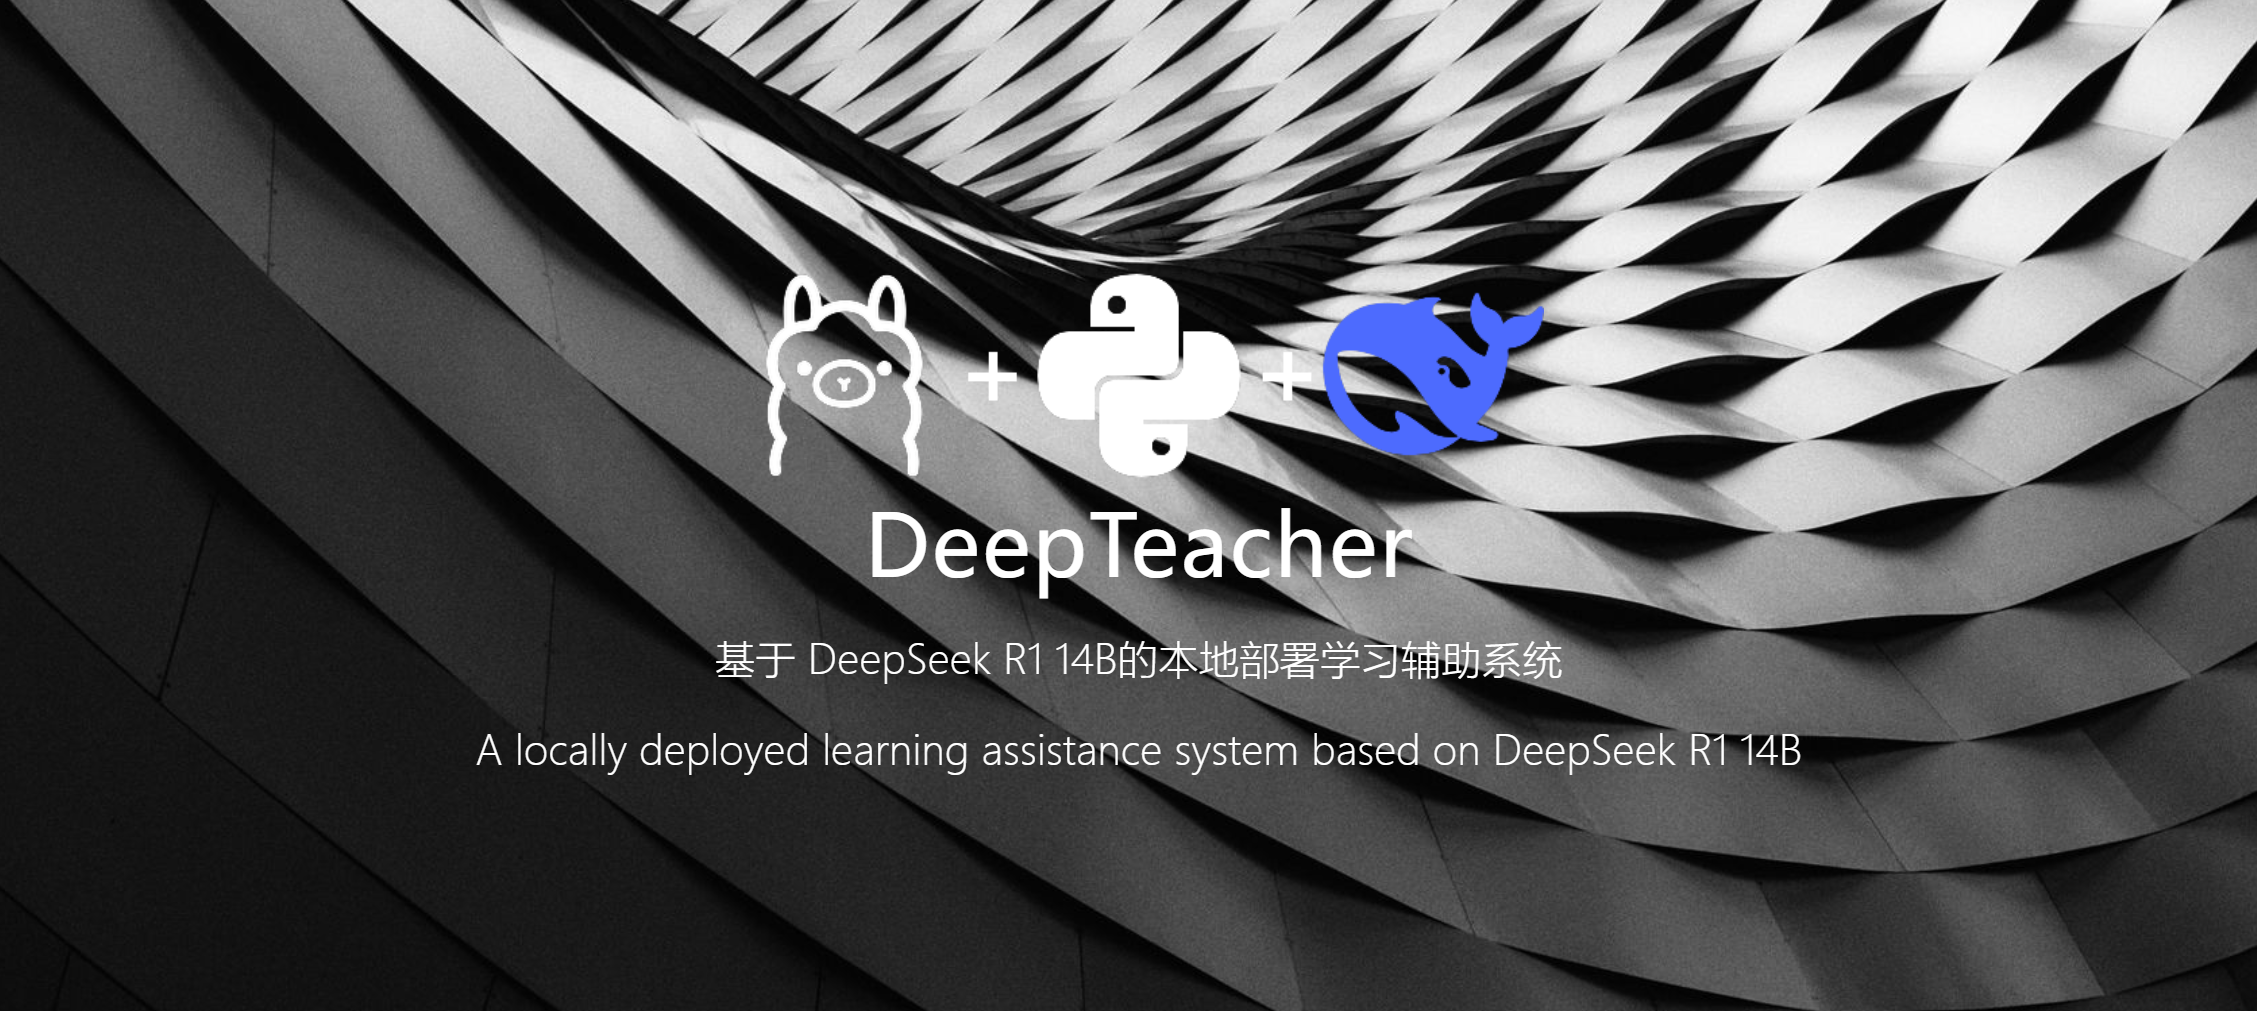 + +
DeepTeacher
基于 DeepSeek R1 14B的本地部署学习辅助系统
A locally deployed learning assistance system based on DeepSeek R1 14B